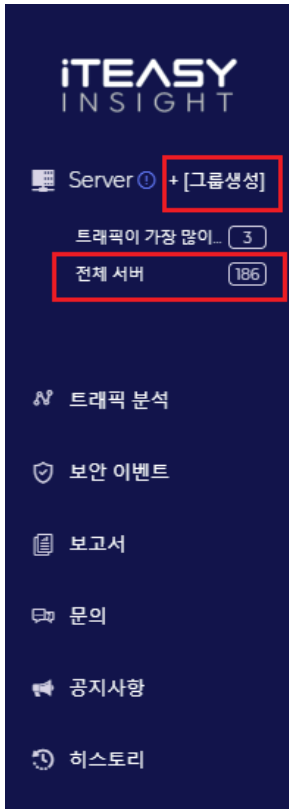 iTEASY
INSIGHT
Server + [그룹생성]
트래픽이 가장 많이... 3
전체 서버 186
트래픽 분석
보안 이벤트
보고서
문의
공지사항
히스토리